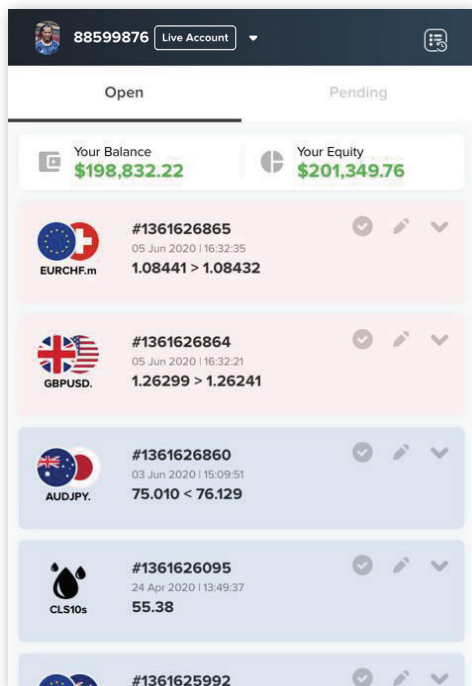 88599876 Live Account
Open Pending
Your Balance
$198,832.22
Your Equity
$201,349.76
#1361626865
05 Jun 2020 | 16:32:35
1.08441 > 1.08432
EURCHF.m
#1361626864
05 Jun 2020 | 16:32:21
1.26299 > 1.26241
GBPUSD.
#1361626860
03 Jun 2020 | 15:09:51
75.010 < 76.129
AUDJPY.
#1361626095
24 Apr 2020 | 13:49:37
55.38
CLS10s
#1361625992